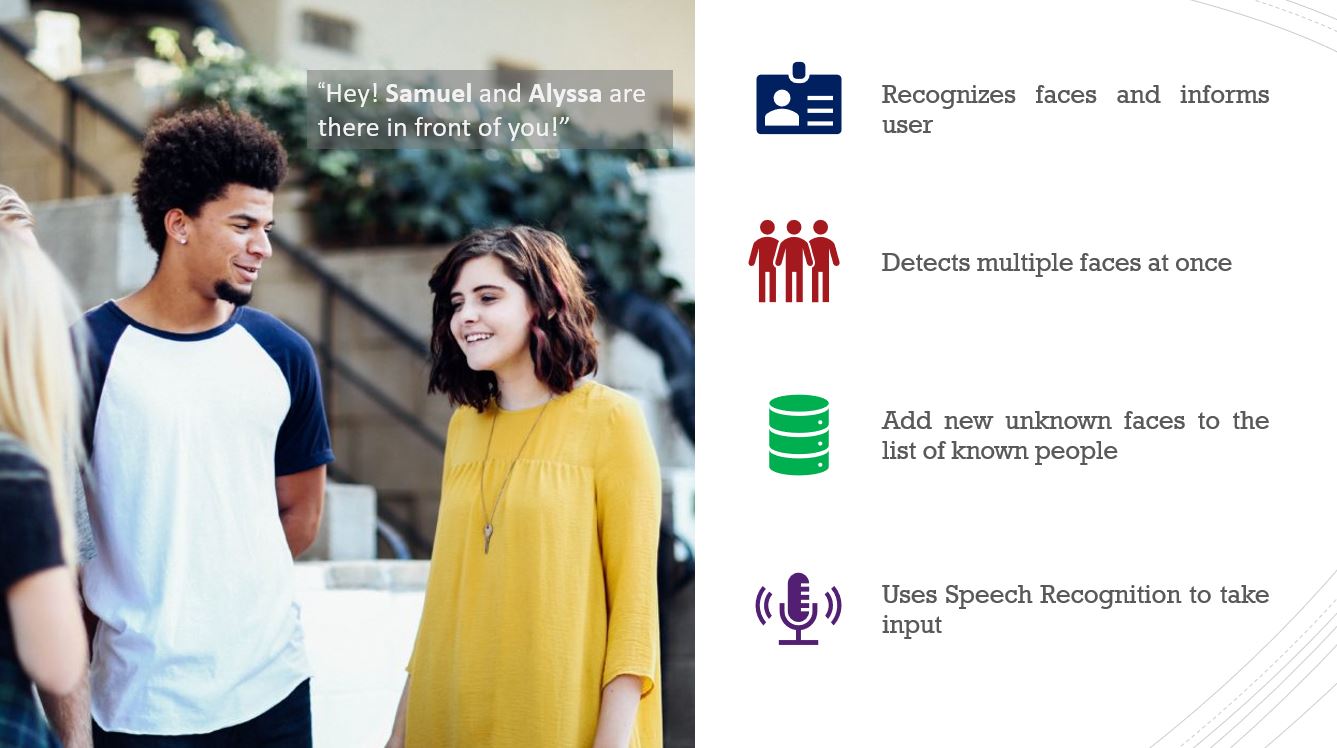 “Hey! Samuel and Alyssa are
there in front of you!”
Recognizes faces and informs
user
Detects multiple faces at once
Add new unknown faces to the
list of known people
Uses Speech Recognition to take
input